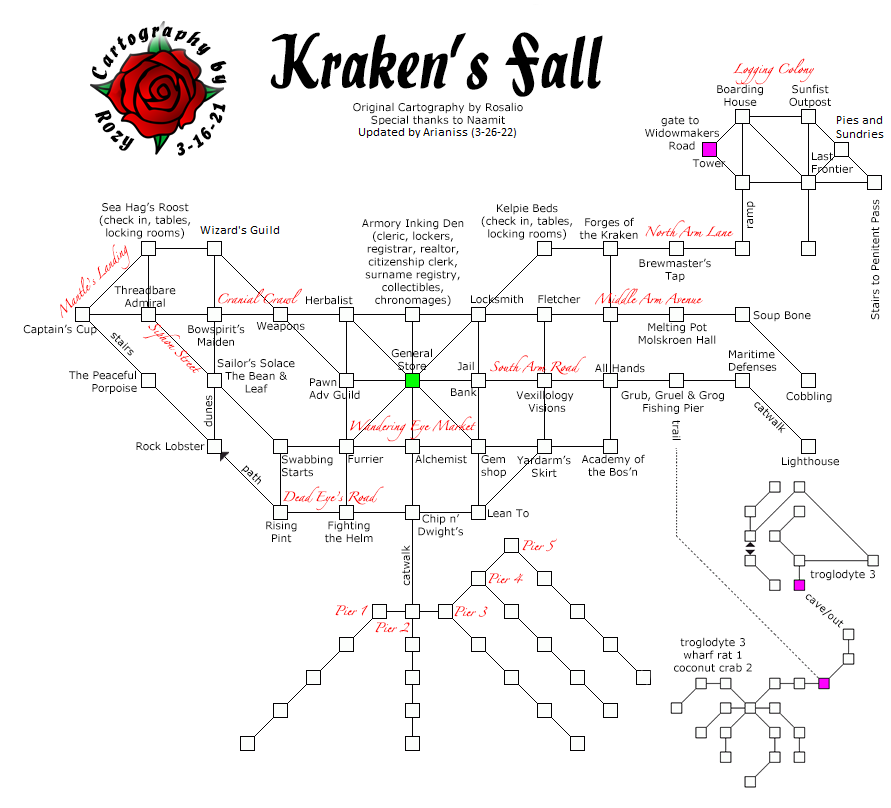 Cartography by
Rozy 3-16-21
Kraken's Fall
Original Cartography by Rosalio
Special thanks to Naamit
Updated by Arianiss (3-26-22)
Logging Colony
Boarding
House
Sunfist
Outpost
gate to
Widowmakers
Road
Tower
Pies and
Sundries
Last
Frontier
ramp
Stairs to Penitent Pass
Sea Hag's Roost
(check in, tables,
locking rooms)
Wizard's Guild
Armory Inking Den
(cleric, lockers,
registrar, realtor,
citizenship clerk,
surname registry,
collectibles,
chronomages)
Kelpie Beds
(check in, tables,
locking rooms)
Forges of
the Kraken
North Arm Lane
Brewmaster's
Tap
Mantle's Landing
Threadbare
Admiral
Cranial Crawl
Herbalist
Locksmith
Fletcher
Middle Arm Avenue
Captain's Cup
Siphon Street
Bowspirit's
Maiden
Weapons
Melting Pot
Molskroen Hall
Soup Bone
stairs
The Peaceful
Porpoise
Sailor's Solace
The Bean &
Leaf
Pawn
Adv Guild
General
Store
Jail
Bank
South Arm Road
Vexillology
Visions
All Hands
Grub, Gruel & Grog
Fishing Pier
Maritime
Defenses
Cobbling
dunes
catwalk
Wandering Eye Market
trail
Rock Lobster
Swabbing
Starts
Furrier
Alchemist
Gem
shop
Yardarm's
Skirt
Academy of
the Bos'n
Lighthouse
path
Dead Eye's Road
Rising
Pint
Fighting
the Helm
Chip n'
Dwight's
Lean To
catwalk
Pier 5
Pier 4
Pier 1
Pier 2
Pier 3
troglodyte 3
cave/out
troglodyte 3
wharf rat 1
coconut crab 2